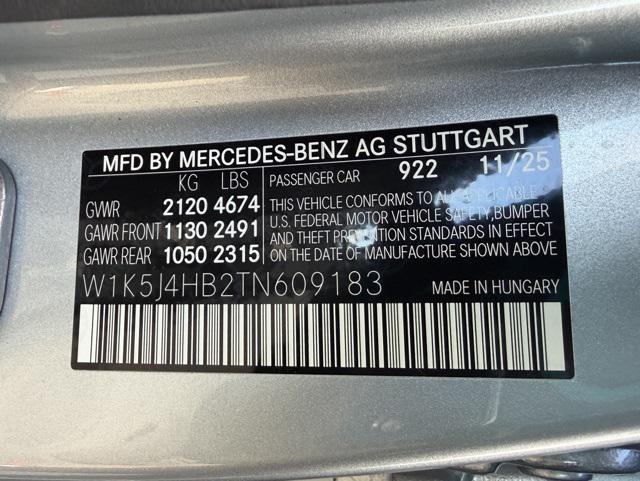 MFD BY MERCEDES-BENZ AG STUTTGART
KG LBS
PASSENGER CAR 922 11/25
GWWR 2120 4674
GAWR FRONT 1130 2491
GAWR REAR 1050 2315
THIS VEHICLE CONFORMS TO ALL APPLICABLE
U.S. FEDERAL MOTOR VEHICLE SAFETY, BUMPER
AND THEFT PREVENTION STANDARDS IN EFFECT
ON THE DATE OF MANUFACTURE SHOWN ABOVE
W1K5J4HB2TN609183 MADE IN HUNGARY